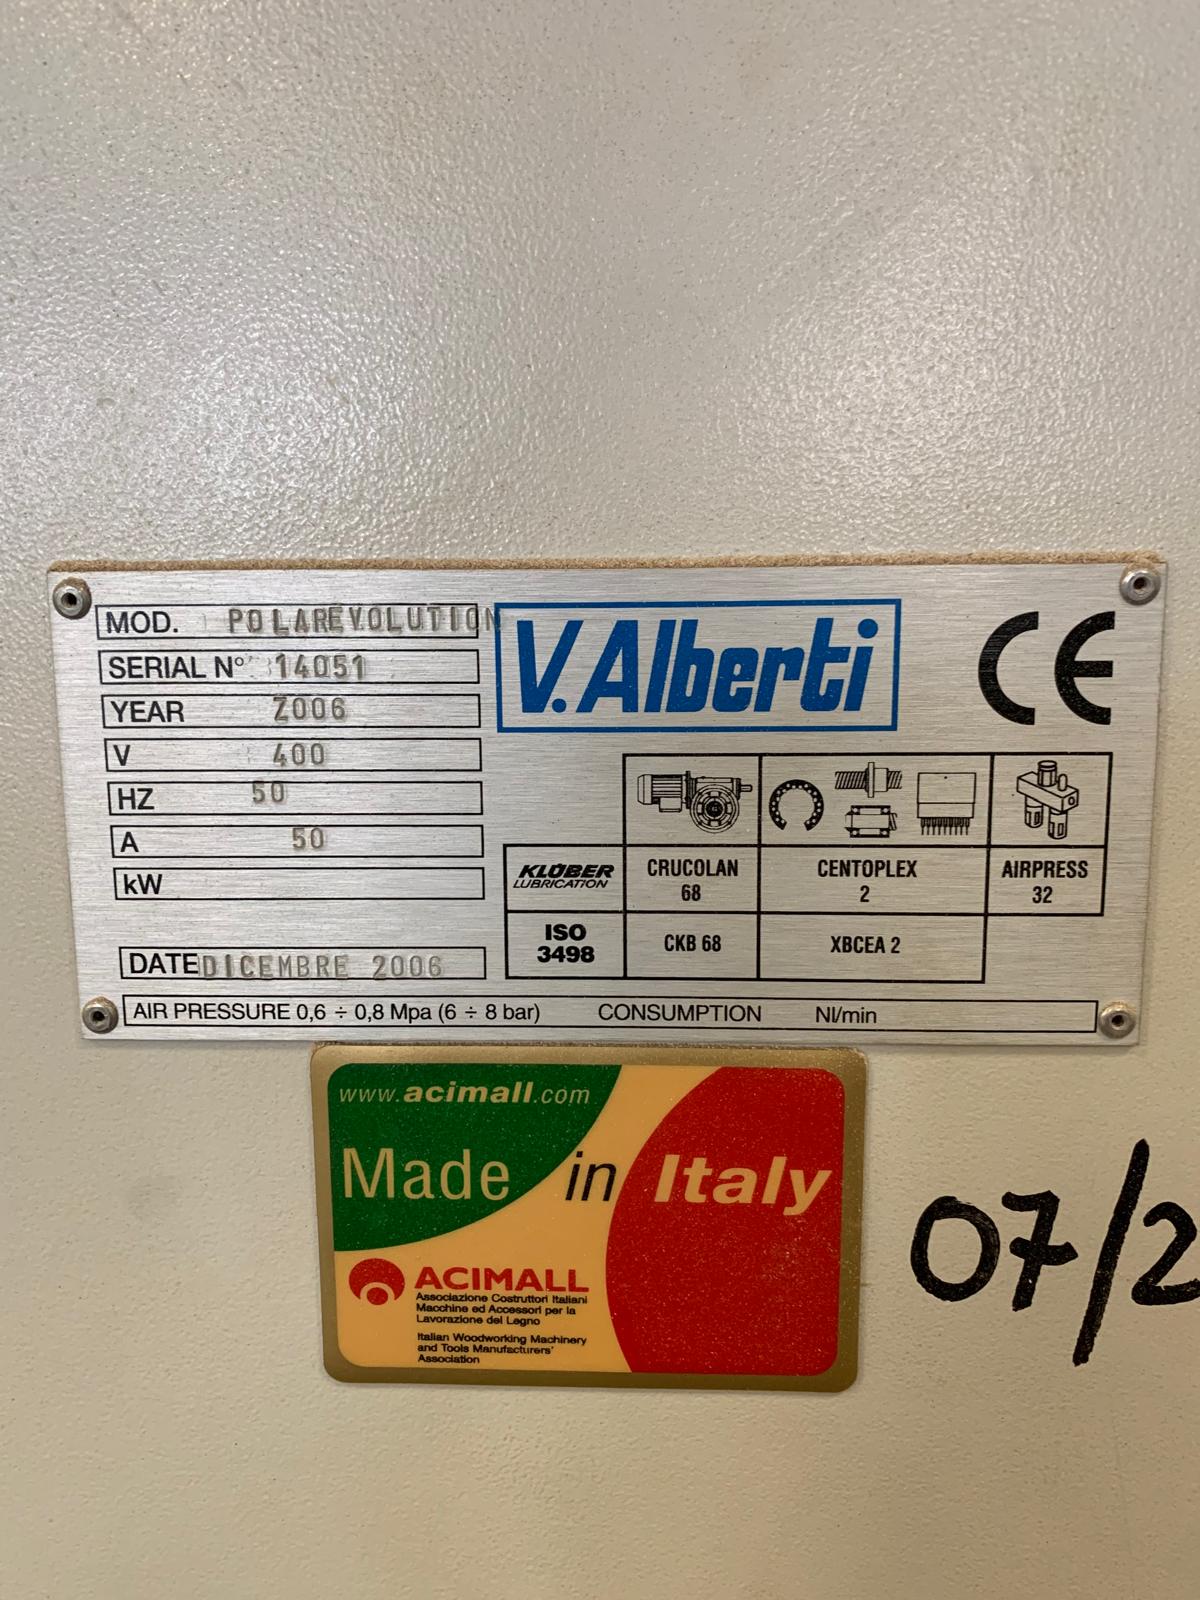 MOD. POLAREVOLUTION
SERIAL N° 14051
YEAR 2006
V 400
HZ 50
A 50
kW
DATE DICEMBRE 2006
V.Alberti
CE
KLÜBER LUBRICATION
CRUCOLAN 68
CENTOPLEX 2
AIRPRESS 32
ISO 3498
CKB 68
XBCEA 2
AIR PRESSURE 0,6 ÷ 0,8 Mpa (6 ÷ 8 bar) CONSUMPTION Nl/min
www.acimall.com
Made in Italy
ACIMALL
Associazione Costruttori Italiani
Macchine ed Accessori per la
Lavorazione del Legno
Italian Woodworking Machinery
and Tools Manufacturers'
Association
07/2